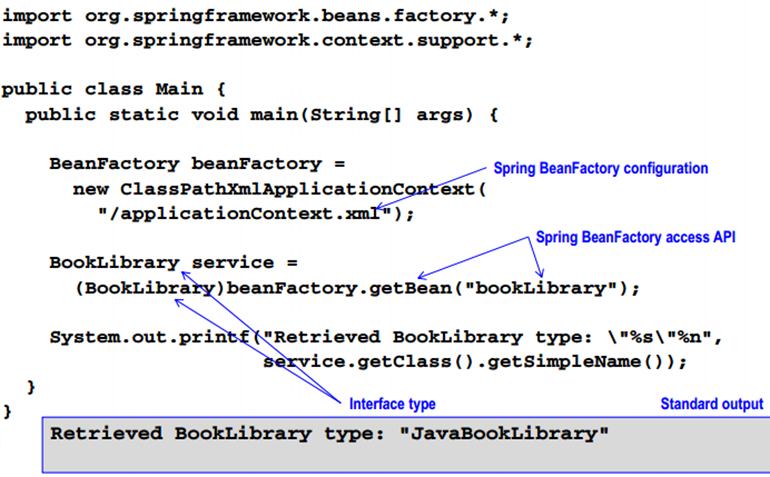 import org.springframework.beans.factory.*;
import org.springframework.context.support.*;
public class Main {
public static void main(String[] args) {
BeanFactory beanFactory =
new ClassPathXmlApplicationContext(
"/applicationContext.xml");
Spring BeanFactory configuration
Spring BeanFactory access API
BookLibrary service =
(BookLibrary)beanFactory.getBean("bookLibrary");
System.out.printf("Retrieved BookLibrary type: \"%s\"%n",
service.getClass().getSimpleName());
}
}
Interface type
Standard output
Retrieved BookLibrary type: "JavaBookLibrary"